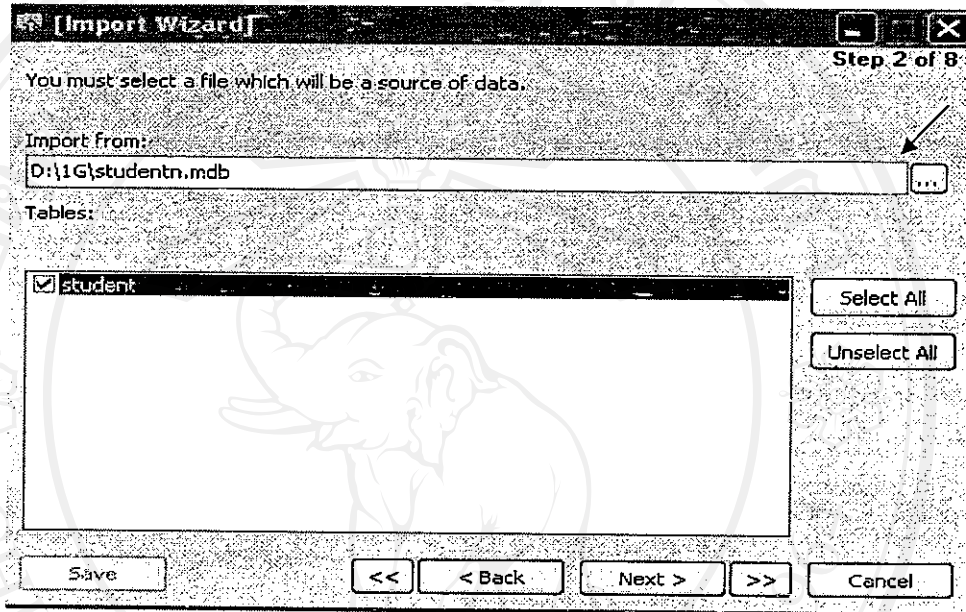 [Import Wizard]
Step 2 of 8
You must select a file which will be a source of data.
Import from:
D:\1G\studentn.mdb
...
Tables:
student
Select All
Unselect All
Save
<<
< Back
Next >
>>
Cancel